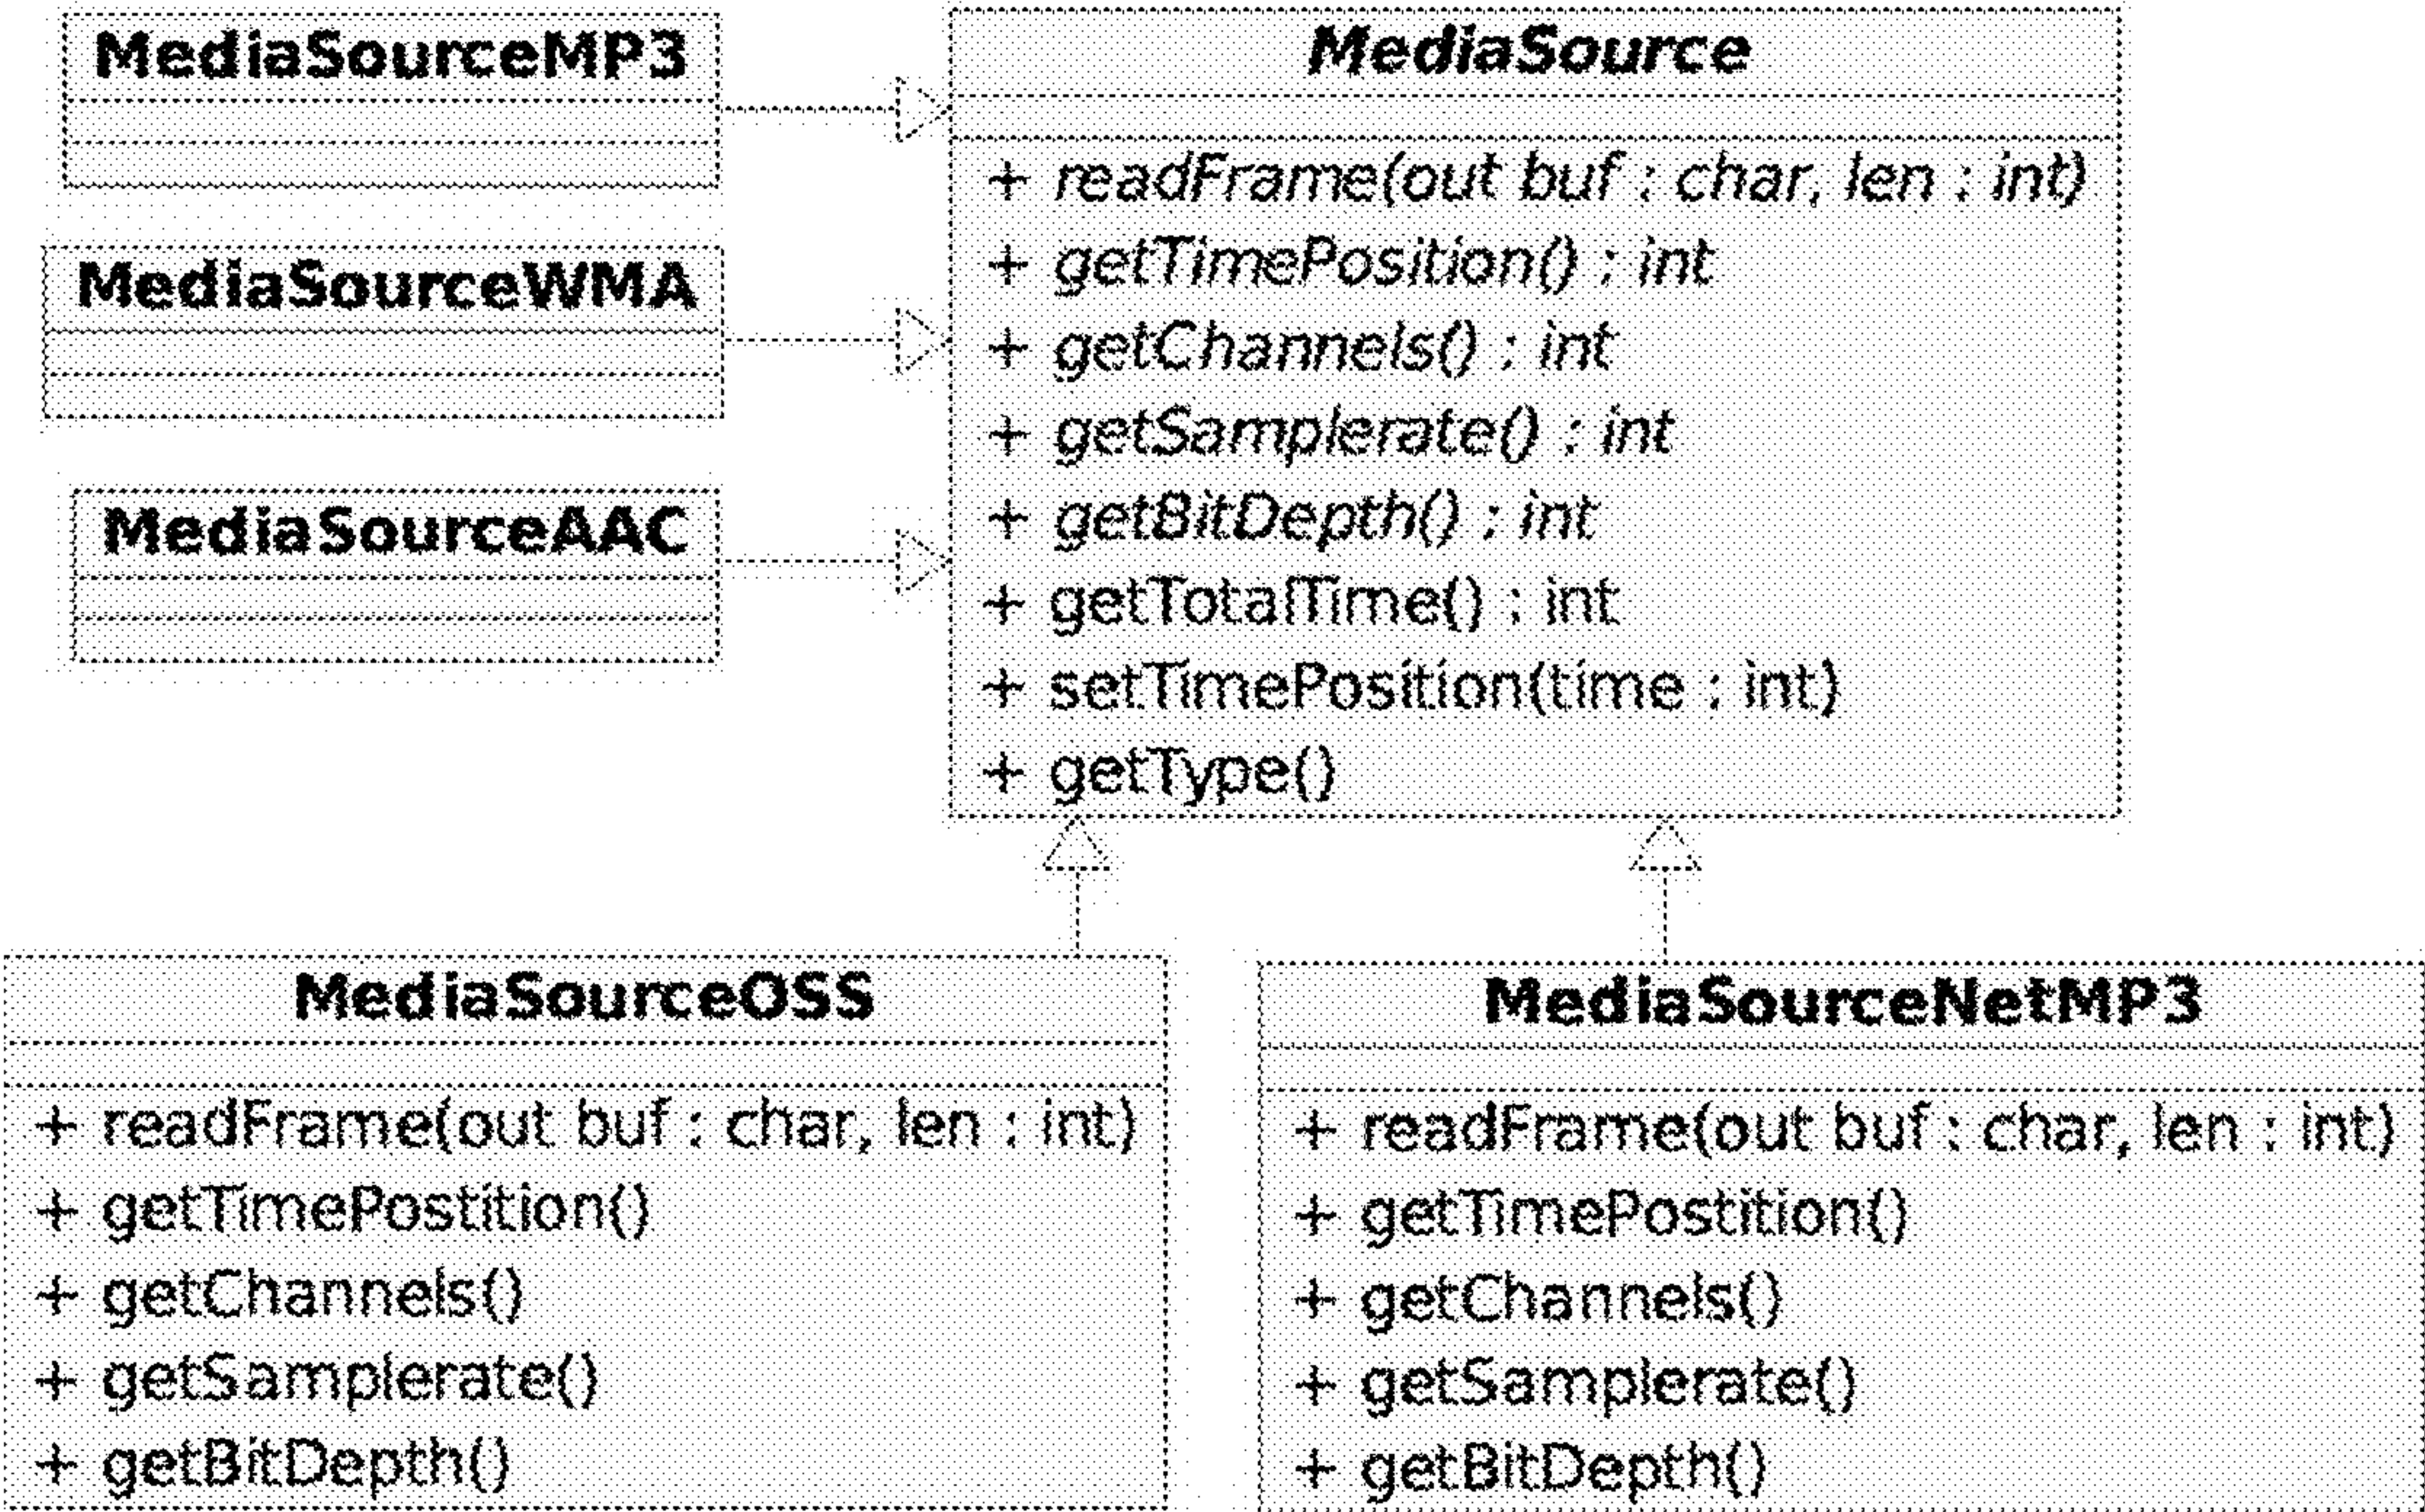 MediaSourceMP3
MediaSourceWMA
MediaSourceAAC
MediaSource
+ readFrame(out buf : char, len : int)
+ getTimePosition() : int
+ getChannels() : int
+ getSamplerate() : int
+ getBitDepth() : int
+ getTotalTime() : int
+ setTimePosition(time : int)
+ getType()
MediaSourceOSS
+ readFrame(out buf : char, len : int)
+ getTimePostition()
+ getChannels()
+ getSamplerate()
+ getBitDepth()
MediaSourceNetMP3
+ readFrame(out buf : char, len : int)
+ getTimePostition()
+ getChannels()
+ getSamplerate()
+ getBitDepth()